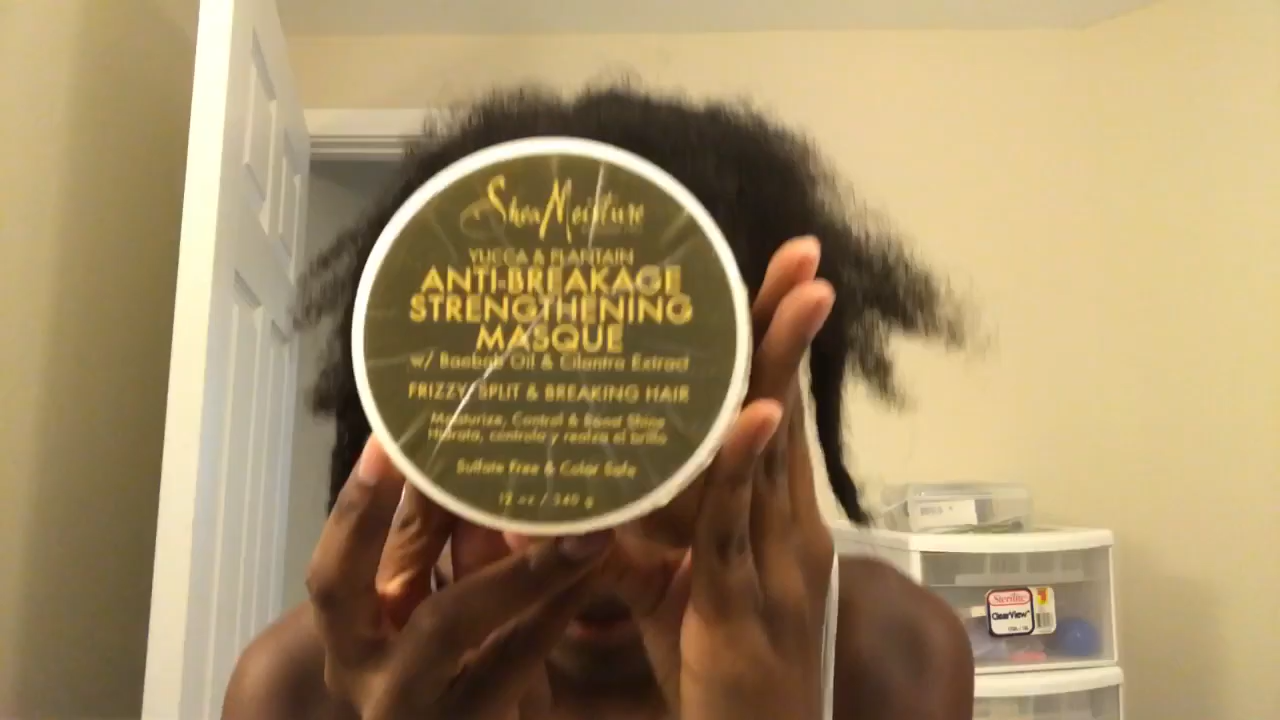 SheaMoisture
YUCCA & PLANTAIN
ANTI-BREAKAGE
STRENGTHENING
MASQUE
w/ Baobab Oil & Cilantro Extract
FRIZZY, SPLIT & BREAKING HAIR
Moisturize, Control & Boost Shine
Hidrata, controla y realza el brillo
Sulfate Free & Color Safe
12 oz / 340 g
Sterilite
ClearView